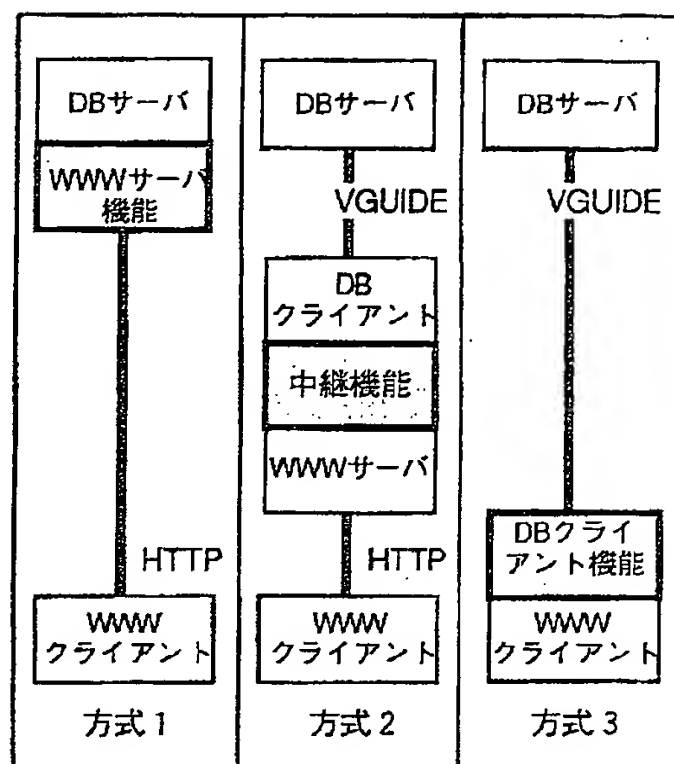 DBサーバ
WWWサーバ
機能
HTTP
WWW
クライアント
方式1
DBサーバ
VGUIDE
DB
クライアント
中継機能
WWWサーバ
HTTP
WWW
クライアント
方式2
DBサーバ
VGUIDE
DBクライ
アント機能
WWW
クライアント
方式3